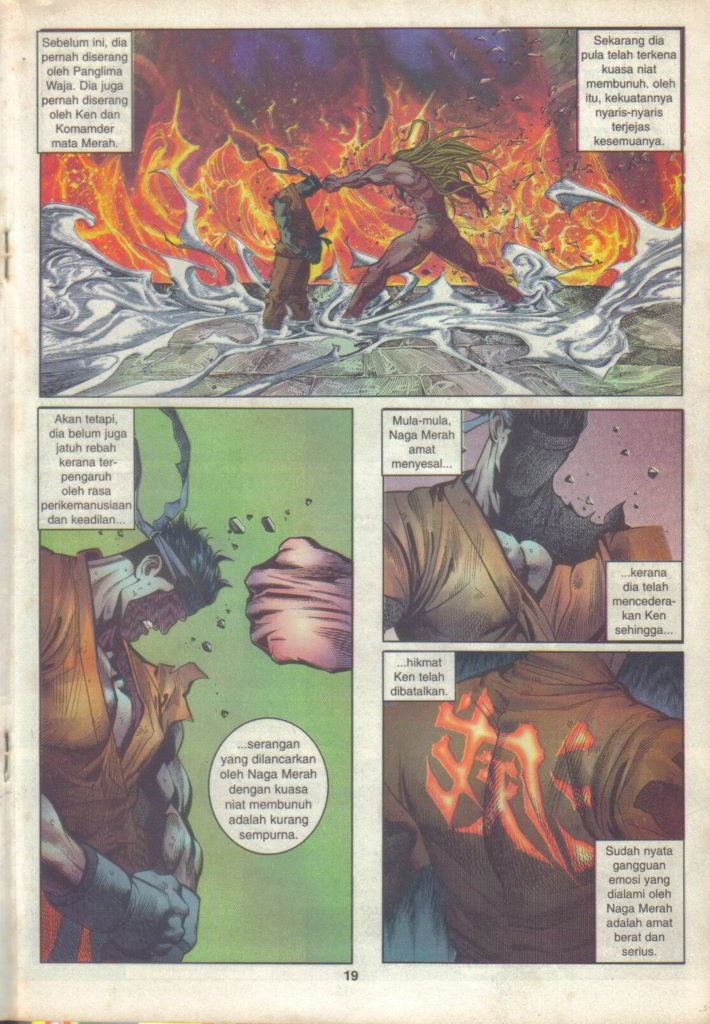 Sebelum ini, dia
pernah diserang
oleh Panglima
Waja. Dia juga
pernah diserang
oleh Ken dan
Komamder
mata Merah.
Sekarang dia
pula telah terkena
kuasa niat
membunuh. oleh
itu, kekuatannya
nyaris-nyaris
terjejas
kesemuanya.
Akan tetapi,
dia belum juga
jatuh rebah
kerana ter-
pengaruh
oleh rasa
perikemanusiaan
dan keadilan...
...serangan
yang dilancarkan
oleh Naga Merah
dengan kuasa
niat membunuh
adalah kurang
sempurna.
Mula-mula,
Naga Merah
amat
menyesal...
...kerana
dia telah
mencedera-
kan Ken
sehingga...
...hikmat
Ken telah
dibatalkan.
Sudah nyata
gangguan
emosi yang
dialami oleh
Naga Merah
adalah amat
berat dan
serius.
19